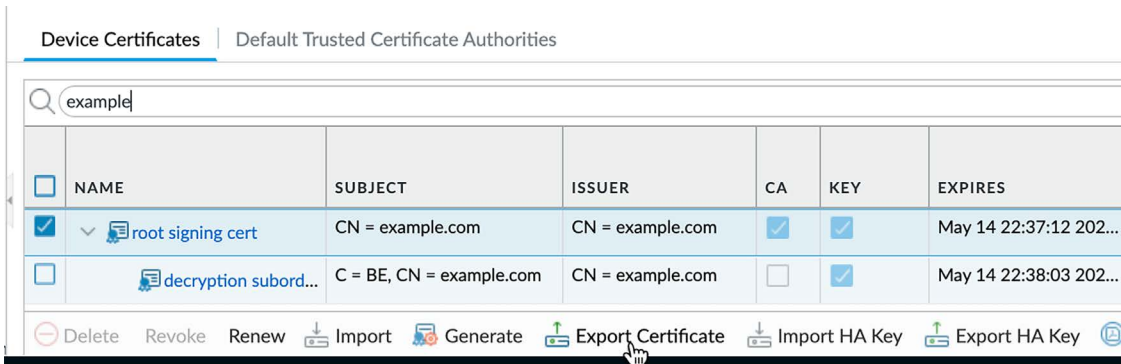 Device Certificates Default Trusted Certificate Authorities
example
NAME SUBJECT ISSUER CA KEY EXPIRES
root signing cert CN = example.com CN = example.com May 14 22:37:12 202...
decryption subord... C = BE, CN = example.com CN = example.com May 14 22:38:03 202...
Delete Revoke Renew Import Generate Export Certificate Import HA Key Export HA Key